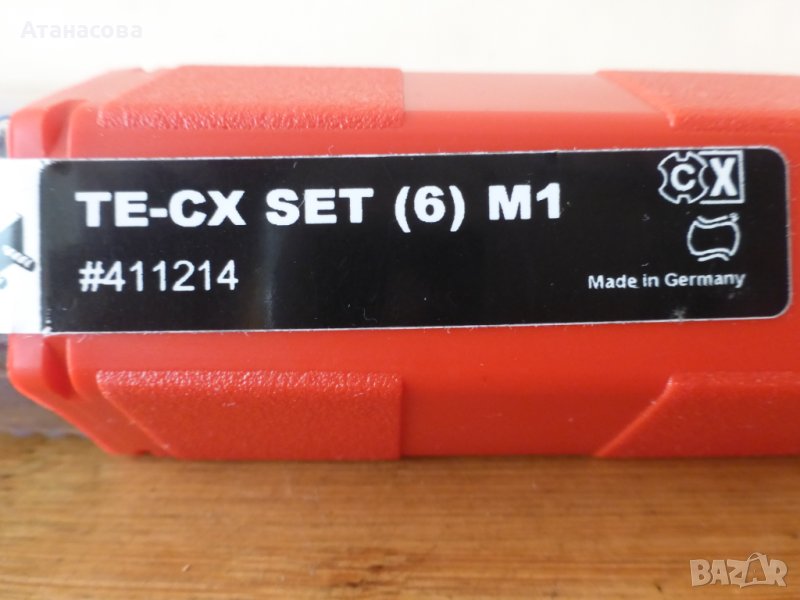 Атанасова
TE-CX SET (6) M1
CX
#411214
Made in Germany
BAZAR